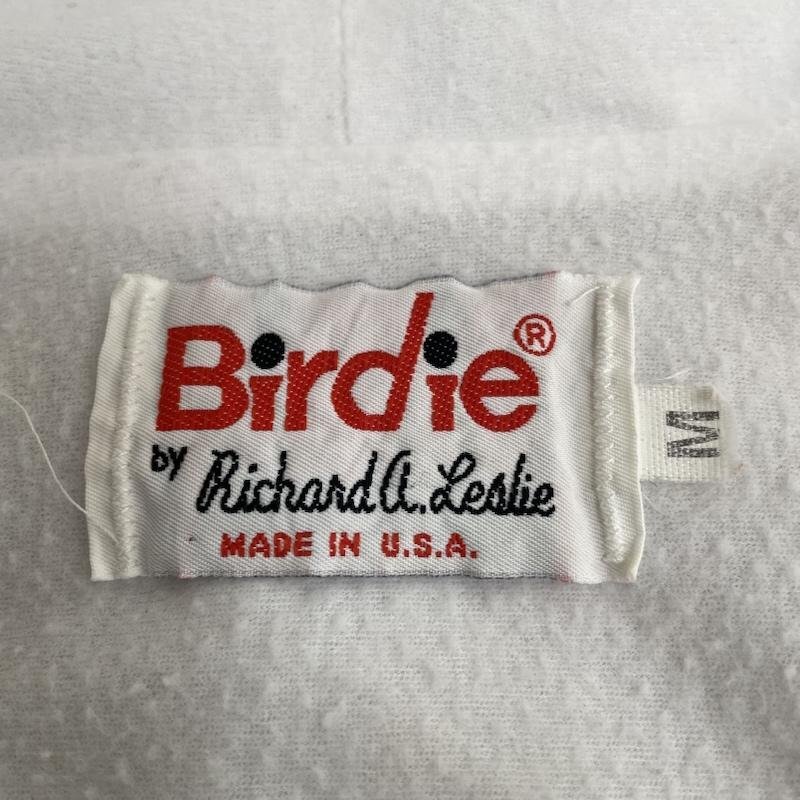 Birdie®
by Richard A. Leslie
MADE IN U.S.A.
M